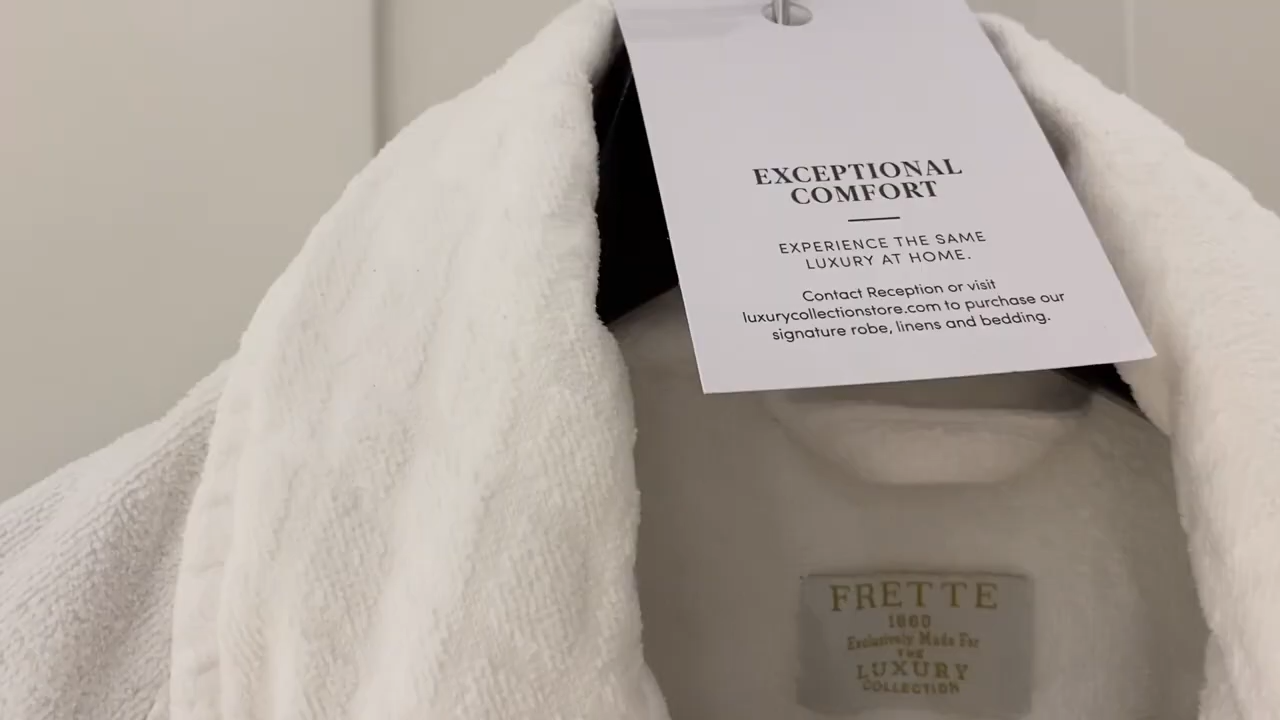 EXCEPTIONAL
COMFORT
EXPERIENCE THE SAME
LUXURY AT HOME.
Contact Reception or visit
luxurycollectionstore.com to purchase our
signature robe, linens and bedding.
FRETTE
1860
Exclusively Made For
THE
LUXURY
COLLECTION